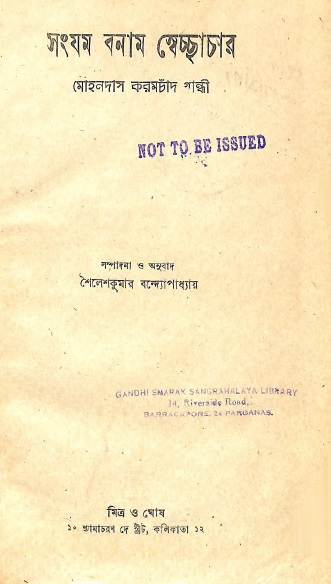 সংযম বনাম স্বেচ্ছাচার
মোহনদাস করমচাঁদ গান্ধী
NOT TO BE ISSUED
সম্পাদনা ও অনুবাদ
শৈলেশকুমার বন্দ্যোপাধ্যায়
GANDHI SMARAK SANGRAHALAYA LIBRARY
14, Riverside Road,
BARRACKPORE, 24 PARGANAS.
মিত্র ও ঘোষ
১০ শ্যামাচরণ দে স্ট্রীট, কলিকাতা ১২